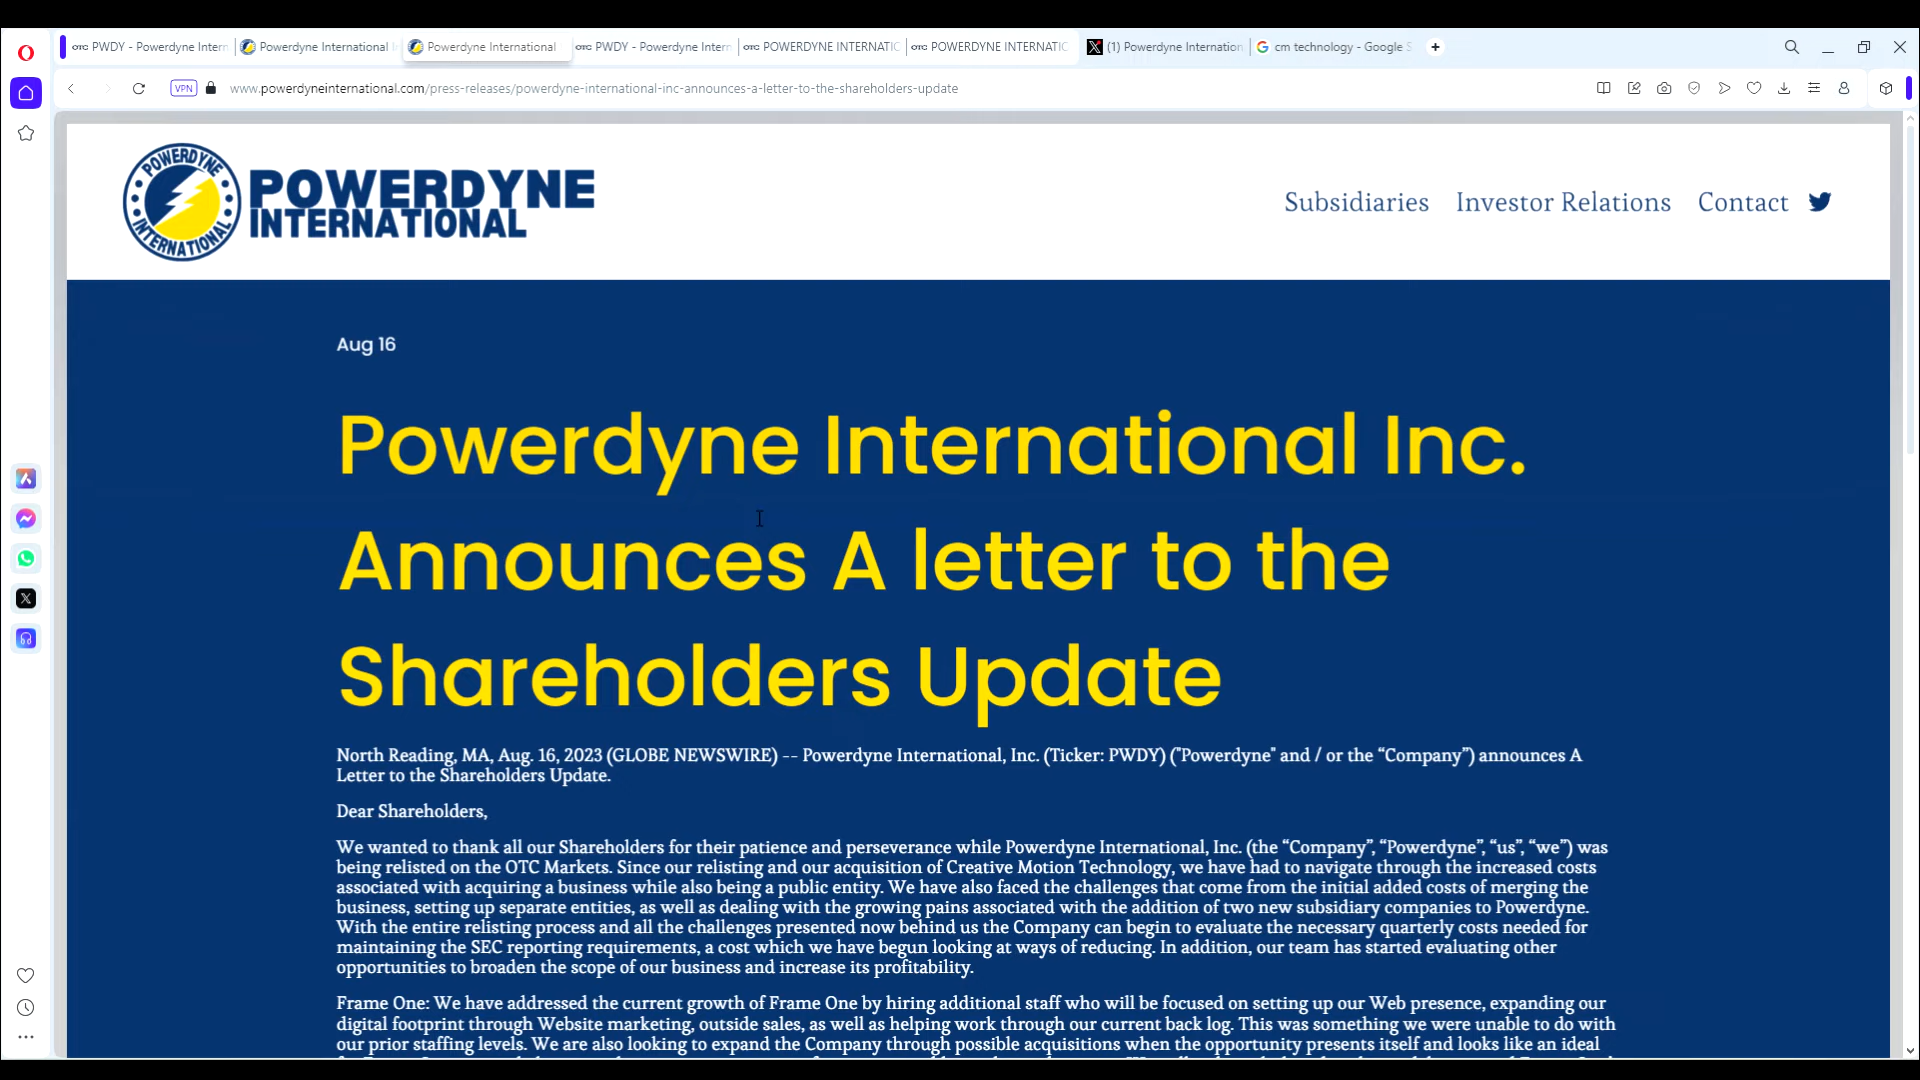 OTC PWDY - Powerdyne Intern
Powerdyne International
Powerdyne International
OTC PWDY - Powerdyne Intern
OTC POWERDYNE INTERNATIC
OTC POWERDYNE INTERNATIC
(1) Powerdyne Internation
cm technology - Google S
VPN
www.powerdyneinternational.com/press-releases/powerdyne-international-inc-announces-a-letter-to-the-shareholders-update
POWERDYNE
INTERNATIONAL
POWERDYNE
INTERNATIONAL
Subsidiaries
Investor Relations
Contact
Aug 16
Powerdyne International Inc.
Announces A letter to the
Shareholders Update
North Reading, MA, Aug. 16, 2023 (GLOBE NEWSWIRE) -- Powerdyne International, Inc. (Ticker: PWDY) ("Powerdyne" and / or the “Company”) announces A
Letter to the Shareholders Update.
Dear Shareholders,
We wanted to thank all our Shareholders for their patience and perseverance while Powerdyne International, Inc. (the “Company”, “Powerdyne”, “us”, “we”) was
being relisted on the OTC Markets. Since our relisting and our acquisition of Creative Motion Technology, we have had to navigate through the increased costs
associated with acquiring a business while also being a public entity. We have also faced the challenges that come from the initial added costs of merging the
business, setting up separate entities, as well as dealing with the growing pains associated with the addition of two new subsidiary companies to Powerdyne.
With the entire relisting process and all the challenges presented now behind us the Company can begin to evaluate the necessary quarterly costs needed for
maintaining the SEC reporting requirements, a cost which we have begun looking at ways of reducing. In addition, our team has started evaluating other
opportunities to broaden the scope of our business and increase its profitability.
Frame One: We have addressed the current growth of Frame One by hiring additional staff who will be focused on setting up our Web presence, expanding our
digital footprint through Website marketing, outside sales, as well as helping work through our current back log. This was something we were unable to do with
our prior staffing levels. We are also looking to expand the Company through possible acquisitions when the opportunity presents itself and looks like an ideal